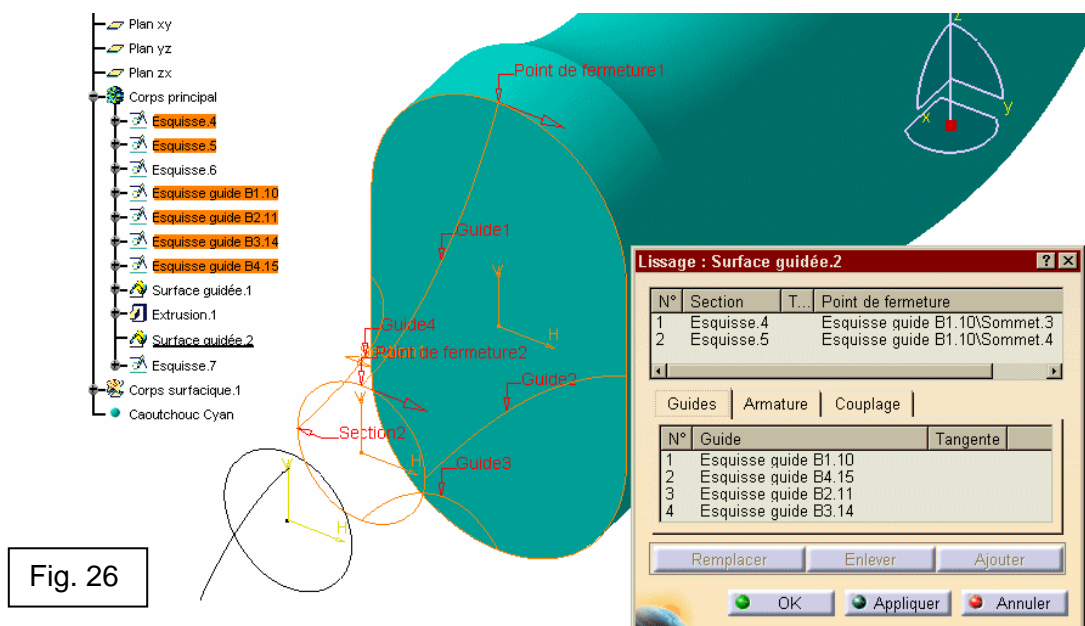 Plan xy
Plan yz
Plan zx
Corps principal
Esquisse.4
Esquisse.5
Esquisse.6
Esquisse guide B1.10
Esquisse guide B2.11
Esquisse guide B3.14
Esquisse guide B4.15
Surface guidée.1
Extrusion.1
Surface guidée.2
Esquisse.7
Corps surfacique.1
Caoutchouc Cyan
Point de fermeture1
Guide1
Guide4
Point de fermeture2
Guide2
Section2
Guide3
V
H
V
H
V
H
z
y
x
Lissage : Surface guidée.2
? X
N° Section T... Point de fermeture
1 Esquisse.4 Esquisse guide B1.10\Sommet.3
2 Esquisse.5 Esquisse guide B1.10\Sommet.4
Guides Armature Couplage
N° Guide Tangente
1 Esquisse guide B1.10
2 Esquisse guide B4.15
3 Esquisse guide B2.11
4 Esquisse guide B3.14
Remplacer Enlever Ajouter
OK Appliquer Annuler
Fig. 26